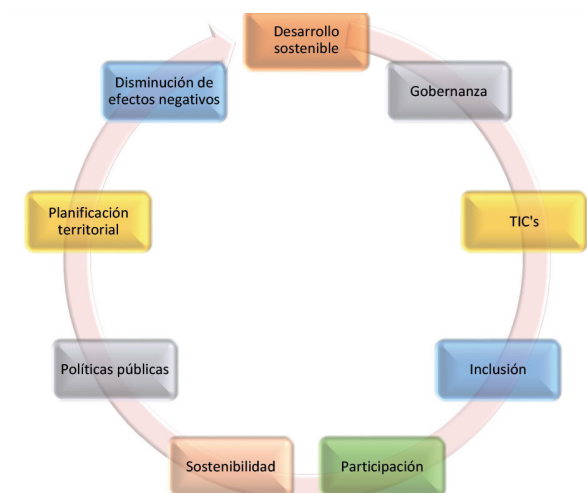 Desarrollo
sostenible
Gobernanza
TIC's
Inclusión
Participación
Sostenibilidad
Políticas públicas
Planificación
territorial
Disminución de
efectos negativos